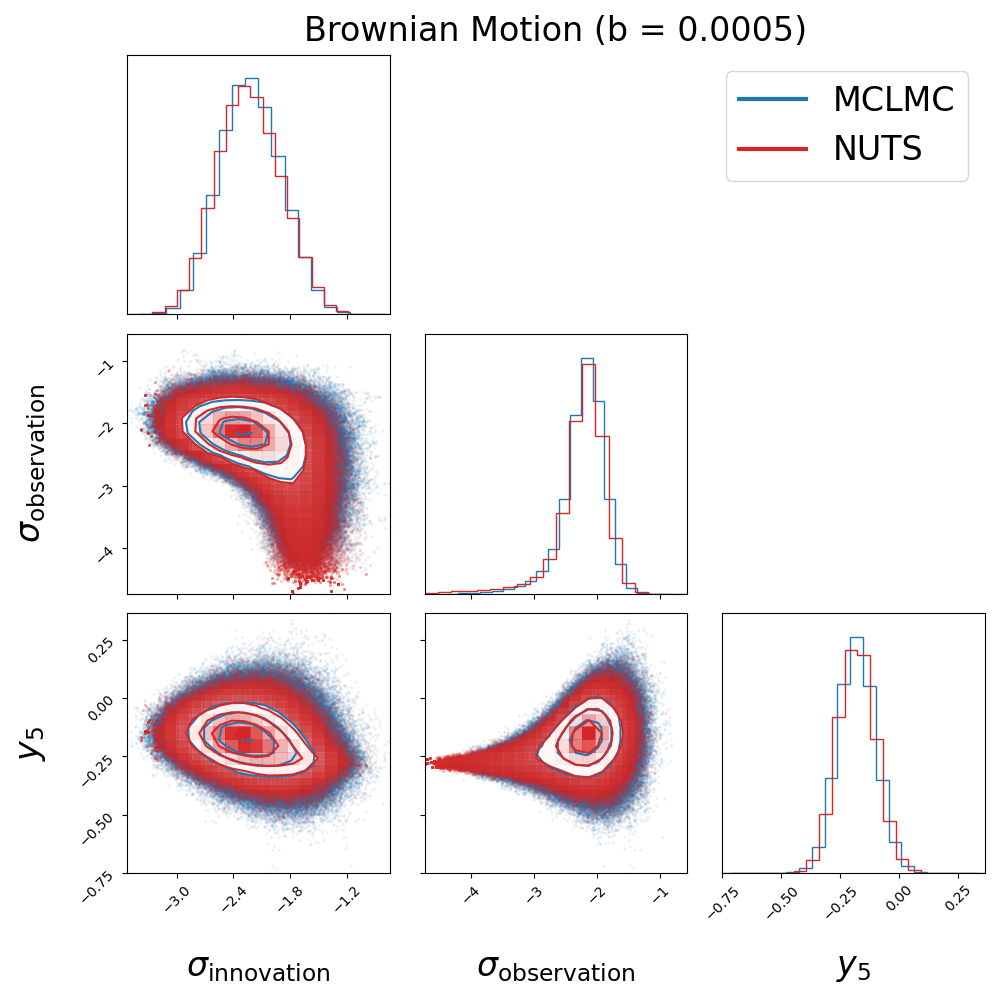 Brownian Motion (b = 0.0005)
MCLMC
NUTS
σobservation
−1
−2
−3
−4
y5
0.25
0.00
−0.25
−0.50
−0.75
−3.0
−2.4
−1.8
−1.2
−4
−3
−2
−1
−0.75
−0.50
−0.25
0.00
0.25
σinnovation
σobservation
y5